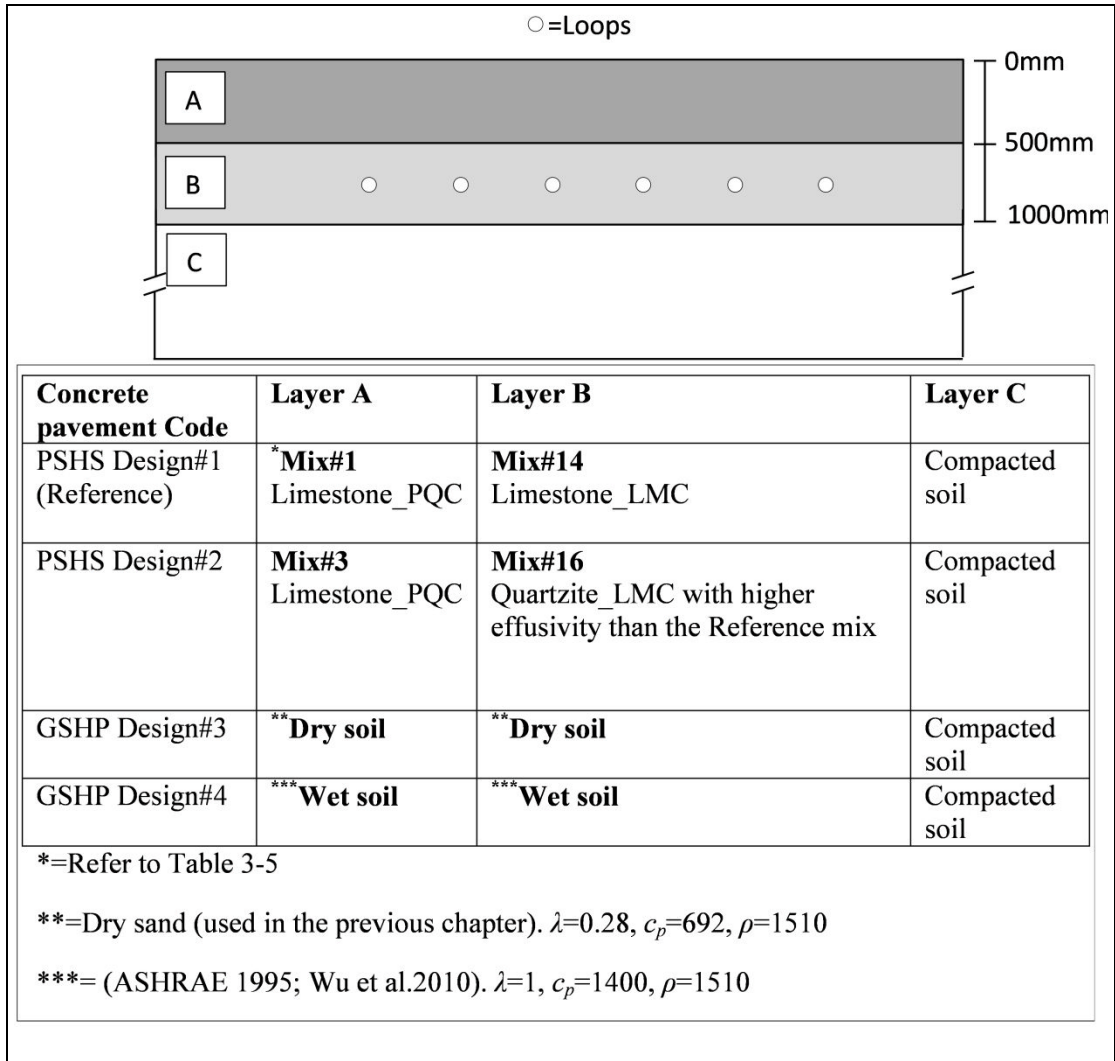 ○=Loops
A
0mm
500mm
B
1000mm
C
Concrete pavement Code Layer A Layer B Layer C
PSHS Design#1 (Reference) *Mix#1 Limestone_PQC Mix#14 Limestone_LMC Compacted soil
PSHS Design#2 Mix#3 Limestone_PQC Mix#16 Quartzite_LMC with higher effusivity than the Reference mix Compacted soil
GSHP Design#3 **Dry soil **Dry soil Compacted soil
GSHP Design#4 ***Wet soil ***Wet soil Compacted soil
*=Refer to Table 3-5
**=Dry sand (used in the previous chapter). λ=0.28, cp=692, ρ=1510
***= (ASHRAE 1995; Wu et al.2010). λ=1, cp=1400, ρ=1510